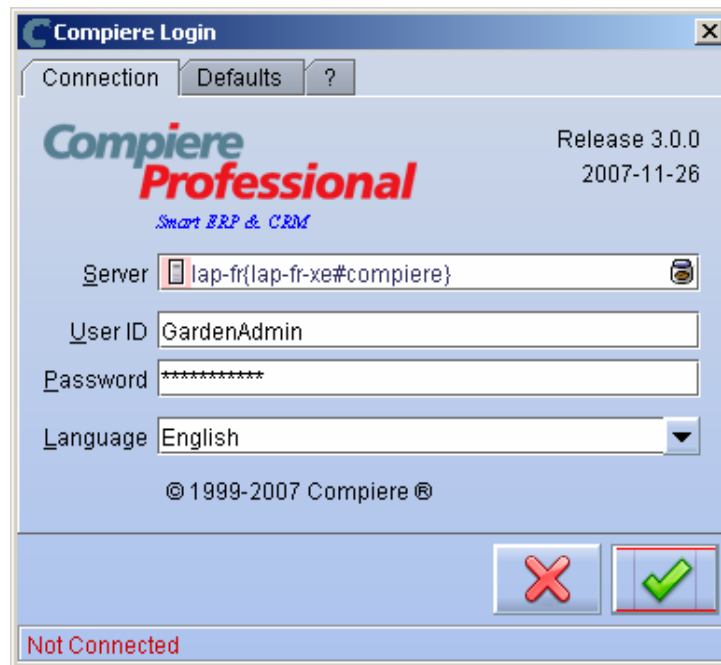 Compiere Login
Connection Defaults ?
Compiere
Professional
Smart ERP & CRM
Release 3.0.0
2007-11-26
Server lap-fr{lap-fr-xe#compiere}
User ID GardenAdmin
Password ***********
Language English
© 1999-2007 Compiere ®
Not Connected